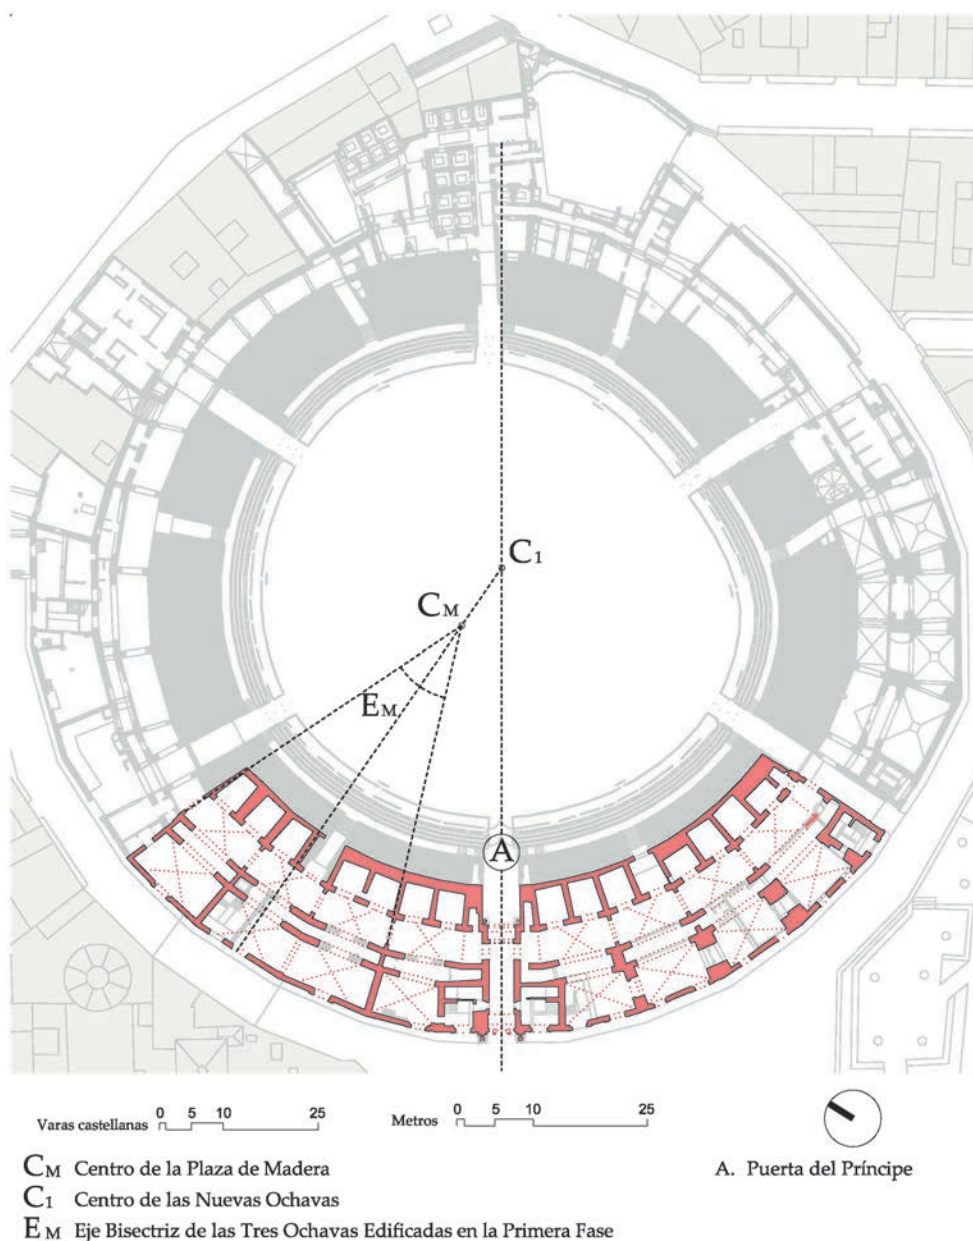 C1
CM
EM
A
Varas castellanas 0 5 10 25
Metros 0 5 10 25
CM Centro de la Plaza de Madera
A. Puerta del Príncipe
C1 Centro de las Nuevas Ochavas
EM Eje Bisectriz de las Tres Ochavas Edificadas en la Primera Fase